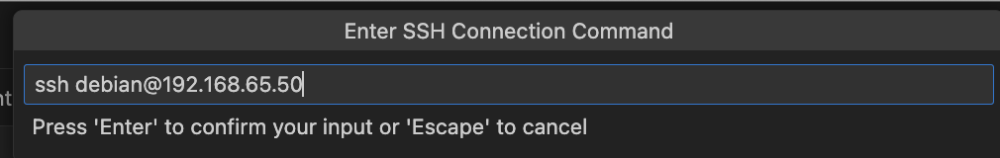 Enter SSH Connection Command
nt
ssh debian@192.168.65.50
Press 'Enter' to confirm your input or 'Escape' to cancel